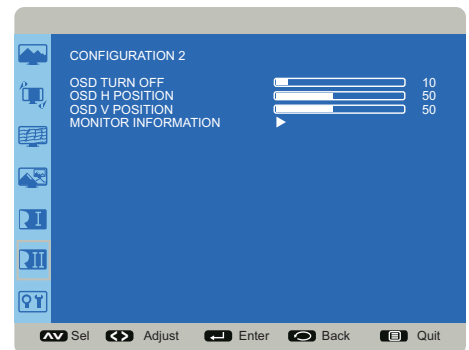 CONFIGURATION 2
OSD TURN OFF 10
OSD H POSITION 50
OSD V POSITION 50
MONITOR INFORMATION
I
II
Sel Adjust Enter Back Quit